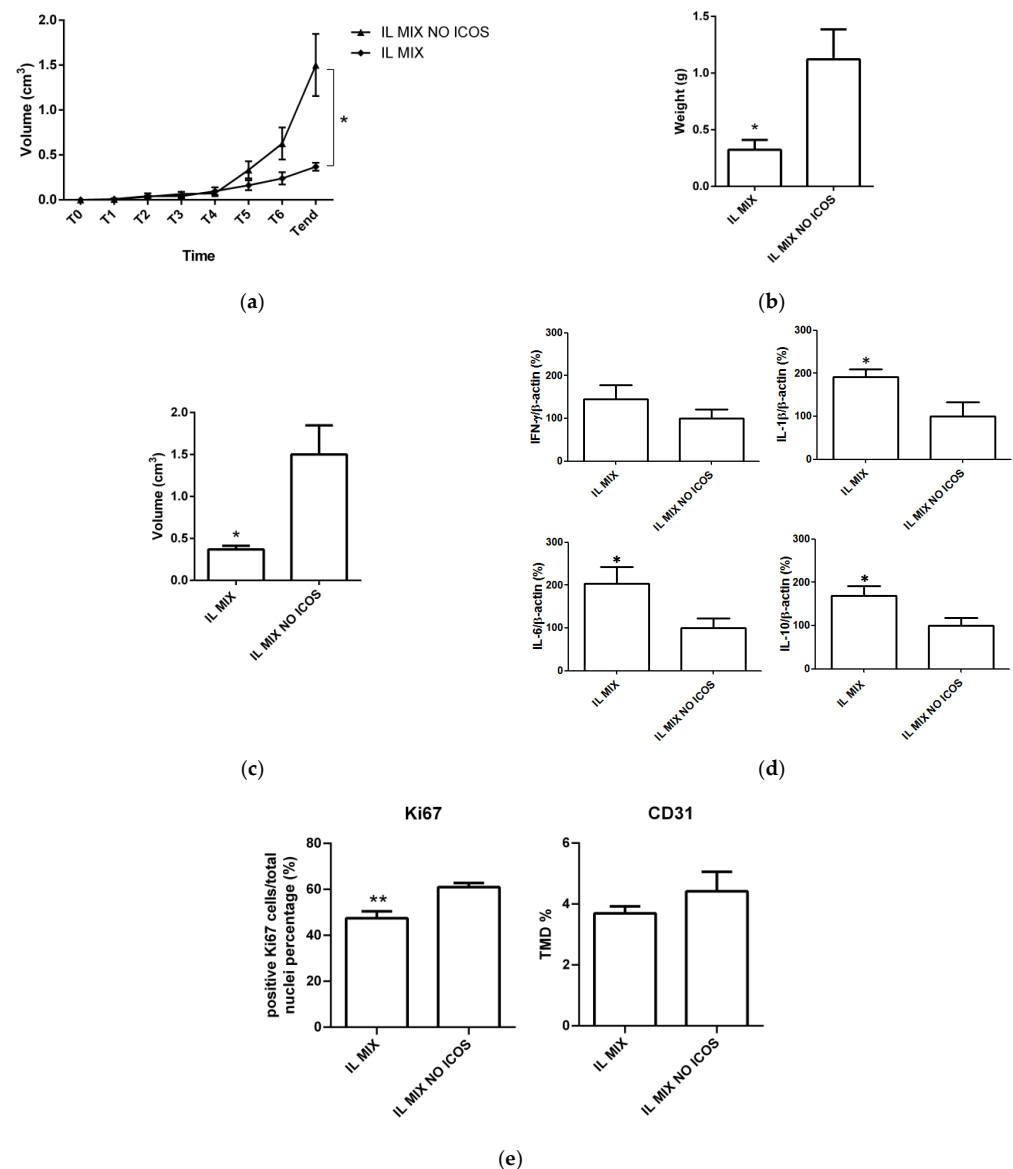 2.0
1.5
1.0
0.5
0.0
Volume (cm3)
T0
T1
T2
T3
T4
T5
T6
Tend
Time
IL MIX NO ICOS
IL MIX
*
(a)
1.5
1.0
0.5
0.0
Weight (g)
*
IL MIX
IL MIX NO ICOS
(b)
2.0
1.5
1.0
0.5
0.0
Volume (cm3)
*
IL MIX
IL MIX NO ICOS
(c)
300
200
100
0
IFN-γ/β-actin (%)
IL MIX
IL MIX NO ICOS
300
200
100
0
IL-1β/β-actin (%)
*
IL MIX
IL MIX NO ICOS
300
200
100
0
IL-6/β-actin (%)
*
IL MIX
IL MIX NO ICOS
300
200
100
0
IL-10/β-actin (%)
*
IL MIX
IL MIX NO ICOS
(d)
Ki67
80
60
40
20
0
positive Ki67 cells/total
nuclei percentage (%)
**
IL MIX
IL MIX NO ICOS
CD31
6
4
2
0
TMD %
IL MIX
IL MIX NO ICOS
(e)